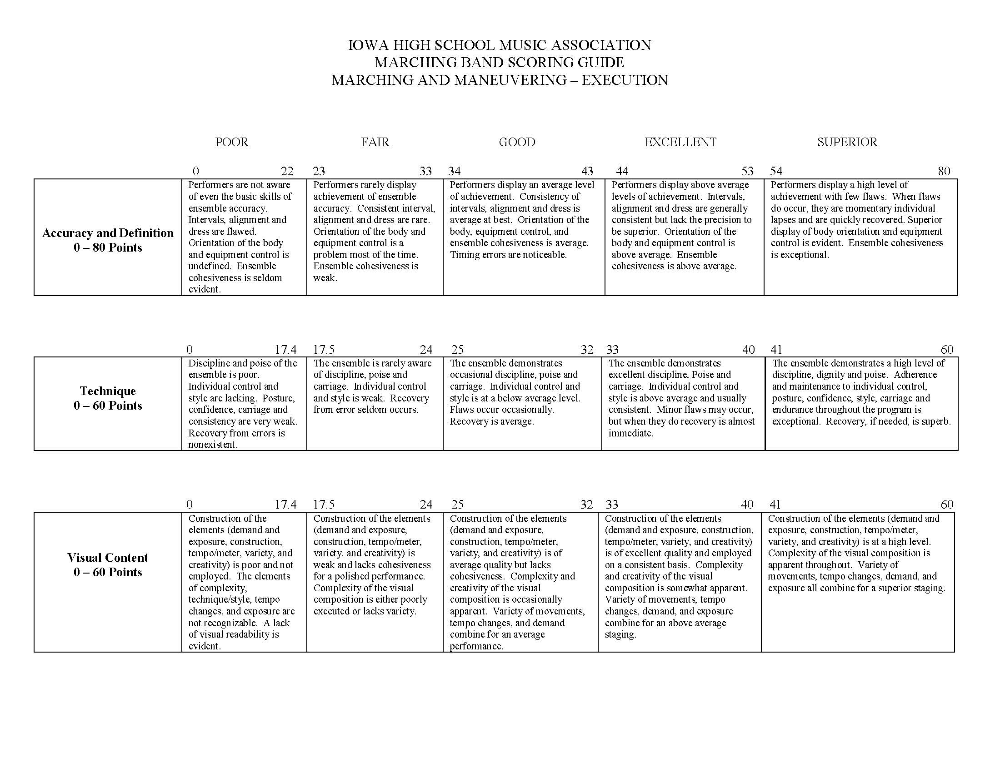 IOWA HIGH SCHOOL MUSIC ASSOCIATION
MARCHING BAND SCORING GUIDE
MARCHING AND MANEUVERING – EXECUTION
POOR FAIR GOOD EXCELLENT SUPERIOR
0 22 23 33 34 43 44 53 54 80
Accuracy and Definition
0 – 80 Points
Performers are not aware
of even the basic skills of
ensemble accuracy.
Intervals, alignment and
dress are flawed.
Orientation of the body
and equipment control is
undefined. Ensemble
cohesiveness is seldom
evident.
Performers rarely display
achievement of ensemble
accuracy. Consistent interval,
alignment and dress are rare.
Orientation of the body and
equipment control is a
problem most of the time.
Ensemble cohesiveness is
weak.
Performers display an average level
of achievement. Consistency of
intervals, alignment and dress is
average at best. Orientation of the
body, equipment control, and
ensemble cohesiveness is average.
Timing errors are noticeable.
Performers display above average
levels of achievement. Intervals,
alignment and dress are generally
consistent but lack the precision to
be superior. Orientation of the
body and equipment control is
above average. Ensemble
cohesiveness is above average.
Performers display a high level of
achievement with few flaws. When flaws
do occur, they are momentary individual
lapses and are quickly recovered. Superior
display of body orientation and equipment
control is evident. Ensemble cohesiveness
is exceptional.
0 17.4 17.5 24 25 32 33 40 41 60
Technique
0 – 60 Points
Discipline and poise of the
ensemble is poor.
Individual control and
style are lacking. Posture,
confidence, carriage and
consistency are very weak.
Recovery from errors is
nonexistent.
The ensemble is rarely aware
of discipline, poise and
carriage. Individual control
and style is weak. Recovery
from error seldom occurs.
The ensemble demonstrates
occasional discipline, poise and
carriage. Individual control and
style is at a below average level.
Flaws occur occasionally.
Recovery is average.
The ensemble demonstrates
excellent discipline, Poise and
carriage. Individual control and
style is above average and usually
consistent. Minor flaws may occur,
but when they do recovery is almost
immediate.
The ensemble demonstrates a high level of
discipline, dignity and poise. Adherence
and maintenance to individual control,
posture, confidence, style, carriage and
endurance throughout the program is
exceptional. Recovery, if needed, is superb.
0 17.4 17.5 24 25 32 33 40 41 60
Visual Content
0 – 60 Points
Construction of the
elements (demand and
exposure, construction,
tempo/meter, variety, and
creativity) is poor and not
employed. The elements
of complexity,
technique/style, tempo
changes, and exposure are
not recognizable. A lack
of visual readability is
evident.
Construction of the elements
(demand and exposure,
construction, tempo/meter,
variety, and creativity) is
weak and lacks cohesiveness
for a polished performance.
Complexity of the visual
composition is either poorly
executed or lacks variety.
Construction of the elements
(demand and exposure,
construction, tempo/meter,
variety, and creativity) is of
average quality but lacks
cohesiveness. Complexity and
creativity of the visual
composition is occasionally
apparent. Variety of movements,
tempo changes, and demand
combine for an average
performance.
Construction of the elements
(demand and exposure, construction,
tempo/meter, variety, and creativity)
is of excellent quality and employed
on a consistent basis. Complexity
and creativity of the visual
composition is somewhat apparent.
Variety of movements, tempo
changes, demand, and exposure
combine for an above average
staging.
Construction of the elements (demand and
exposure, construction, tempo/meter,
variety, and creativity) is at a high level.
Complexity of the visual composition is
apparent throughout. Variety of
movements, tempo changes, demand, and
exposure all combine for a superior staging.